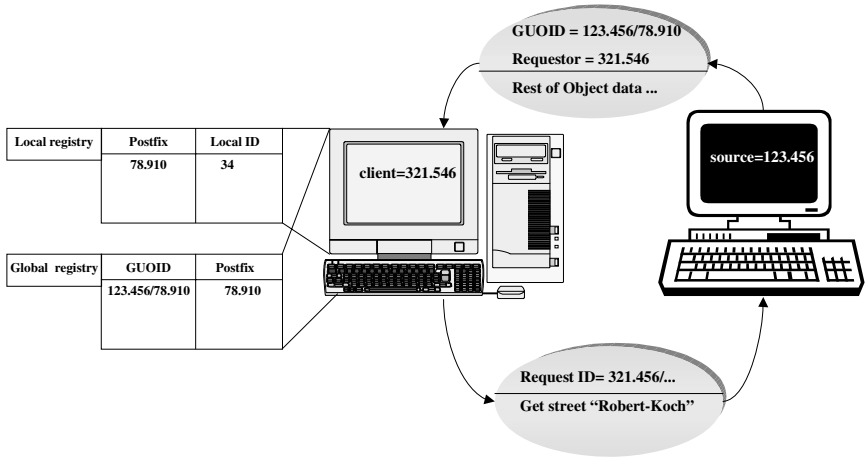 GUOID = 123.456/78.910
Requestor = 321.546
Rest of Object data ...
Local registry
Postfix
Local ID
78.910
34
client=321.546
source=123.456
Global registry
GUOID
Postfix
123.456/78.910
78.910
Request ID= 321.456/...
Get street “Robert-Koch”